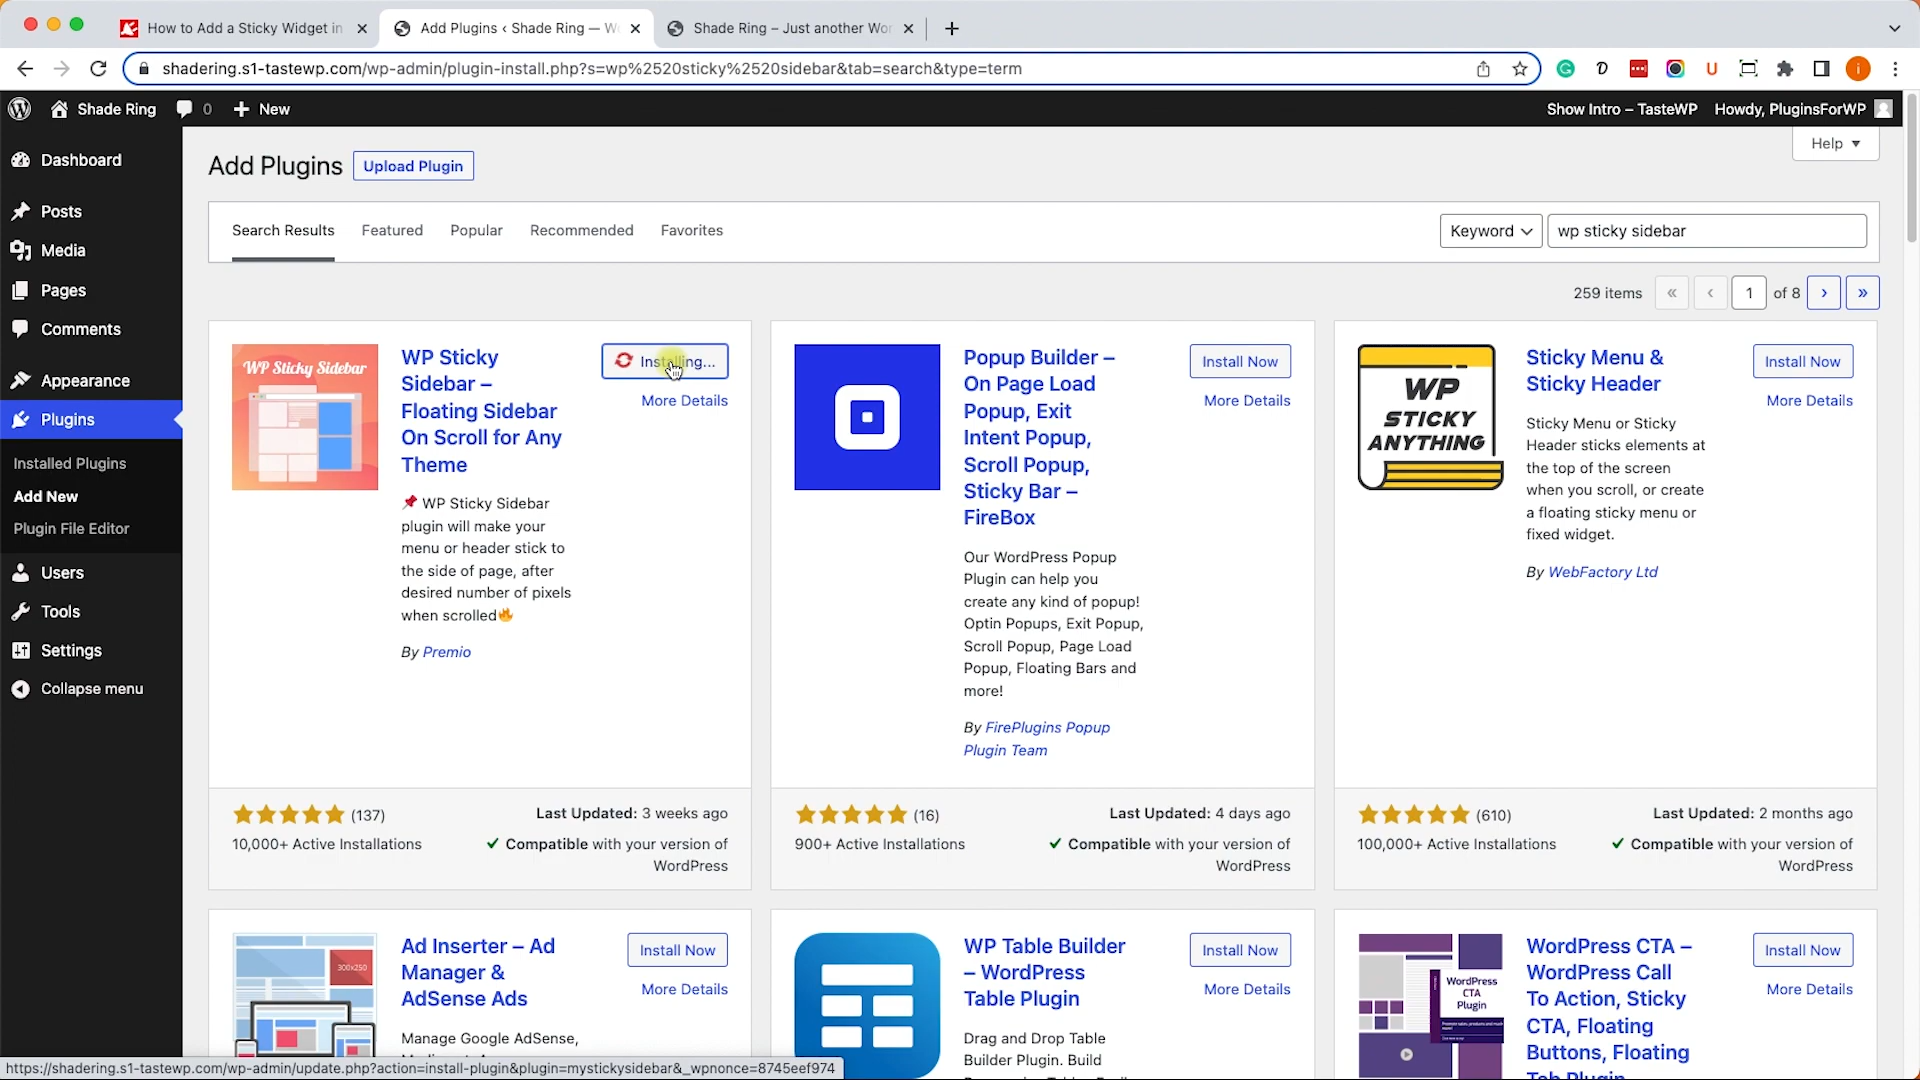 How to Add a Sticky Widget in
Add Plugins ‹ Shade Ring — W
Shade Ring – Just another Wor
shadering.s1-tastewp.com/wp-admin/plugin-install.php?s=wp%2520sticky%2520sidebar&tab=search&type=term
Shade Ring
0
New
Show Intro – TasteWP
Howdy, PluginsForWP
Dashboard
Posts
Media
Pages
Comments
Appearance
Plugins
Installed Plugins
Add New
Plugin File Editor
Users
Tools
Settings
Collapse menu
Help
Add Plugins
Upload Plugin
Search Results
Featured
Popular
Recommended
Favorites
Keyword
wp sticky sidebar
259 items
«
‹
1
of 8
›
»
WP Sticky Sidebar
WP Sticky
Sidebar –
Floating Sidebar
On Scroll for Any
Theme
Installing...
More Details
📌 WP Sticky Sidebar
plugin will make your
menu or header stick to
the side of page, after
desired number of pixels
when scrolled🔥
By Premio
(137)
10,000+ Active Installations
Last Updated: 3 weeks ago
✓ Compatible with your version of
WordPress
Popup Builder –
On Page Load
Popup, Exit
Intent Popup,
Scroll Popup,
Sticky Bar –
FireBox
Install Now
More Details
Our WordPress Popup
Plugin can help you
create any kind of popup!
Optin Popups, Exit Popup,
Scroll Popup, Page Load
Popup, Floating Bars and
more!
By FirePlugins Popup
Plugin Team
(16)
900+ Active Installations
Last Updated: 4 days ago
✓ Compatible with your version of
WordPress
WP
STICKY
ANYTHING
Sticky Menu &
Sticky Header
Install Now
More Details
Sticky Menu or Sticky
Header sticks elements at
the top of the screen
when you scroll, or create
a floating sticky menu or
fixed widget.
By WebFactory Ltd
(610)
100,000+ Active Installations
Last Updated: 2 months ago
✓ Compatible with your version of
WordPress
300x250
Ad Inserter – Ad
Manager &
AdSense Ads
Install Now
More Details
Manage Google AdSense,
WP Table Builder
– WordPress
Table Plugin
Install Now
More Details
Drag and Drop Table
Builder Plugin. Build
WordPress
CTA
Plugin
WordPress CTA –
WordPress Call
To Action, Sticky
CTA, Floating
Buttons, Floating
Tab Plugin
Install Now
More Details
https://shadering.s1-tastewp.com/wp-admin/update.php?action=install-plugin&plugin=mystickysidebar&_wpnonce=8745eef974